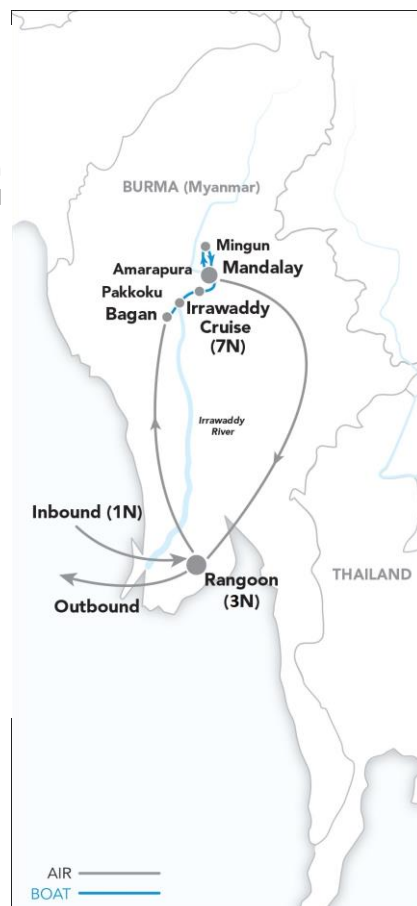 BURMA (Myanmar)
Mingun
Amarapura
Mandalay
Pakkoku
Bagan
Irrawaddy
Cruise
(7N)
Irrawaddy
River
Inbound (1N)
Rangoon
(3N)
THAILAND
Outbound
AIR
BOAT